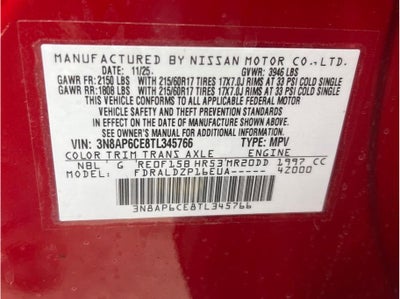 MANUFACTURED BY NISSAN MOTOR CO., LTD.
DATE: 11/25 GVWR: 3946 LBS
GAWR FR: 2150 LBS WITH 215/60R17 TIRES 17X7.0J RIMS AT 33 PSI COLD SINGLE
GAWR RR: 1808 LBS WITH 215/60R17 TIRES 17X7.0J RIMS AT 33 PSI COLD SINGLE
THIS VEHICLE CONFORMS TO ALL APPLICABLE FEDERAL MOTOR
VEHICLE SAFETY AND THEFT PREVENTION STANDARDS
IN EFFECT ON THE DATE OF MANUFACTURE SHOWN ABOVE.
SEE OWNER'S MANUAL FOR ADDITIONAL INFORMATION.
VIN: 3N8AP6CE8TL345766 TYPE: MPV
COLOR TRIM TRANS AXLE ENGINE
NBL G RE0F15B HR53 MR20DD 1997 CC
MODEL: FDRALDZP16EUA----- 42000
3N8AP6CE8TL345766